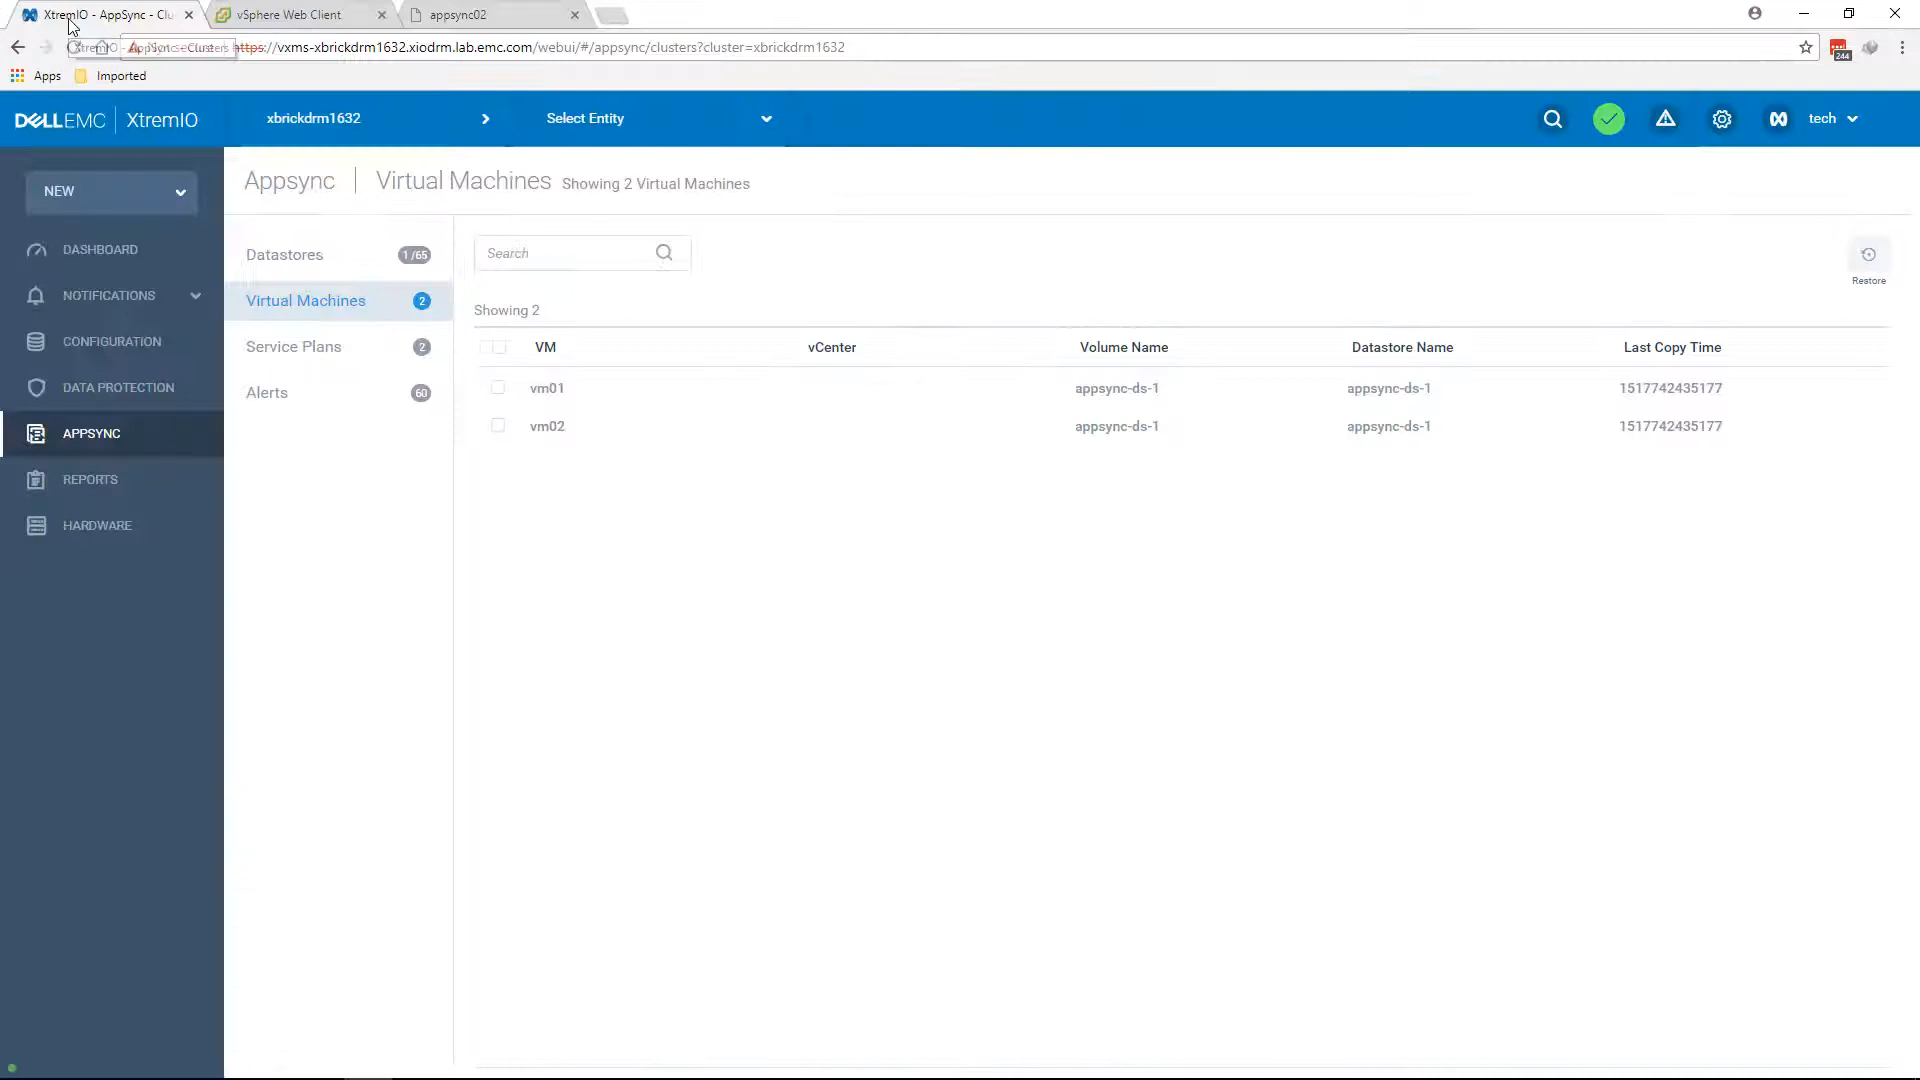 XtremIO - AppSync - Clu
vSphere Web Client
appsync02
https://vxms-xbrickdrm1632.xiodrm.lab.emc.com/webui/#/appsync/clusters?cluster=xbrickdrm1632
XtremIO - AppSync - Clusters
244
Apps
Imported
DELLEMC XtremIO
xbrickdrm1632
Select Entity
tech
NEW
DASHBOARD
NOTIFICATIONS
CONFIGURATION
DATA PROTECTION
APPSYNC
REPORTS
HARDWARE
Appsync
Virtual Machines Showing 2 Virtual Machines
Datastores 1 /65
Virtual Machines 2
Service Plans 2
Alerts 60
Search
Restore
Showing 2
VM vCenter Volume Name Datastore Name Last Copy Time
vm01 appsync-ds-1 appsync-ds-1 1517742435177
vm02 appsync-ds-1 appsync-ds-1 1517742435177